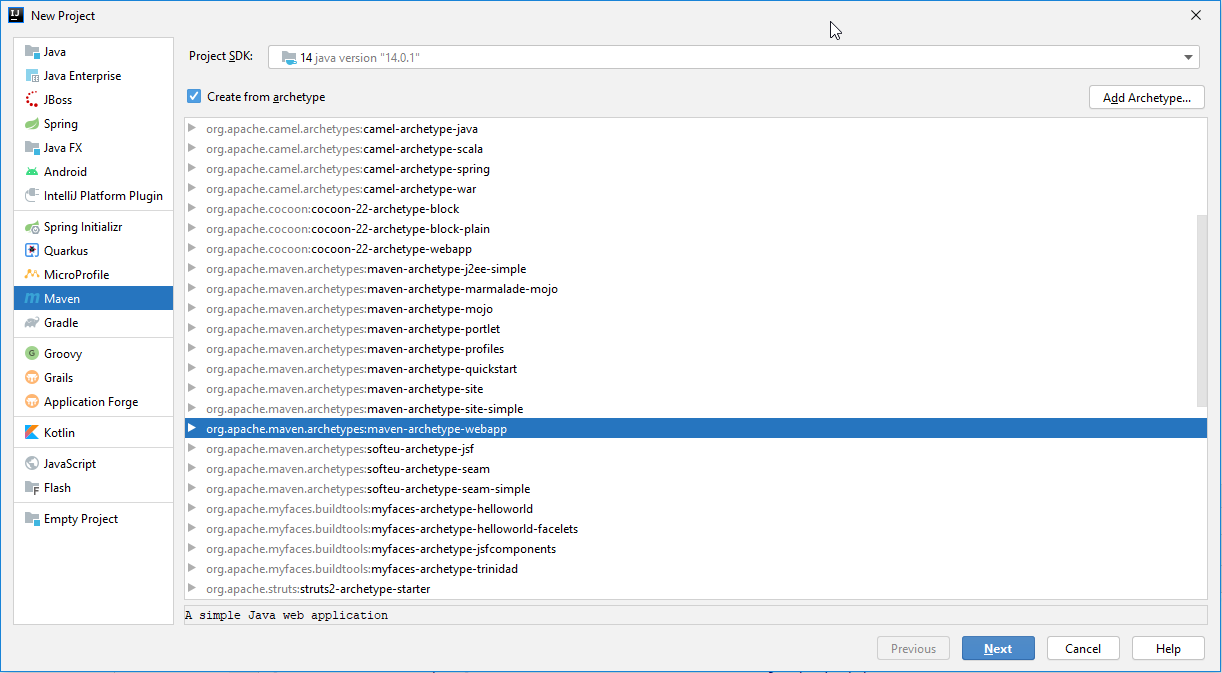 New Project
Java
Java Enterprise
JBoss
Spring
Java FX
Android
IntelliJ Platform Plugin
Spring Initializr
Quarkus
MicroProfile
Maven
Gradle
Groovy
Grails
Application Forge
Kotlin
JavaScript
Flash
Empty Project
Project SDK: 14 java version "14.0.1"
Create from archetype
Add Archetype...
org.apache.camel.archetypes:camel-archetype-java
org.apache.camel.archetypes:camel-archetype-scala
org.apache.camel.archetypes:camel-archetype-spring
org.apache.camel.archetypes:camel-archetype-war
org.apache.cocoon:cocoon-22-archetype-block
org.apache.cocoon:cocoon-22-archetype-block-plain
org.apache.cocoon:cocoon-22-archetype-webapp
org.apache.maven.archetypes:maven-archetype-j2ee-simple
org.apache.maven.archetypes:maven-archetype-marmalade-mojo
org.apache.maven.archetypes:maven-archetype-mojo
org.apache.maven.archetypes:maven-archetype-portlet
org.apache.maven.archetypes:maven-archetype-profiles
org.apache.maven.archetypes:maven-archetype-quickstart
org.apache.maven.archetypes:maven-archetype-site
org.apache.maven.archetypes:maven-archetype-site-simple
org.apache.maven.archetypes:maven-archetype-webapp
org.apache.maven.archetypes:softeu-archetype-jsf
org.apache.maven.archetypes:softeu-archetype-seam
org.apache.maven.archetypes:softeu-archetype-seam-simple
org.apache.myfaces.buildtools:myfaces-archetype-helloworld
org.apache.myfaces.buildtools:myfaces-archetype-helloworld-facelets
org.apache.myfaces.buildtools:myfaces-archetype-jsfcomponents
org.apache.myfaces.buildtools:myfaces-archetype-trinidad
org.apache.struts:struts2-archetype-starter
A simple Java web application
Previous
Next
Cancel
Help